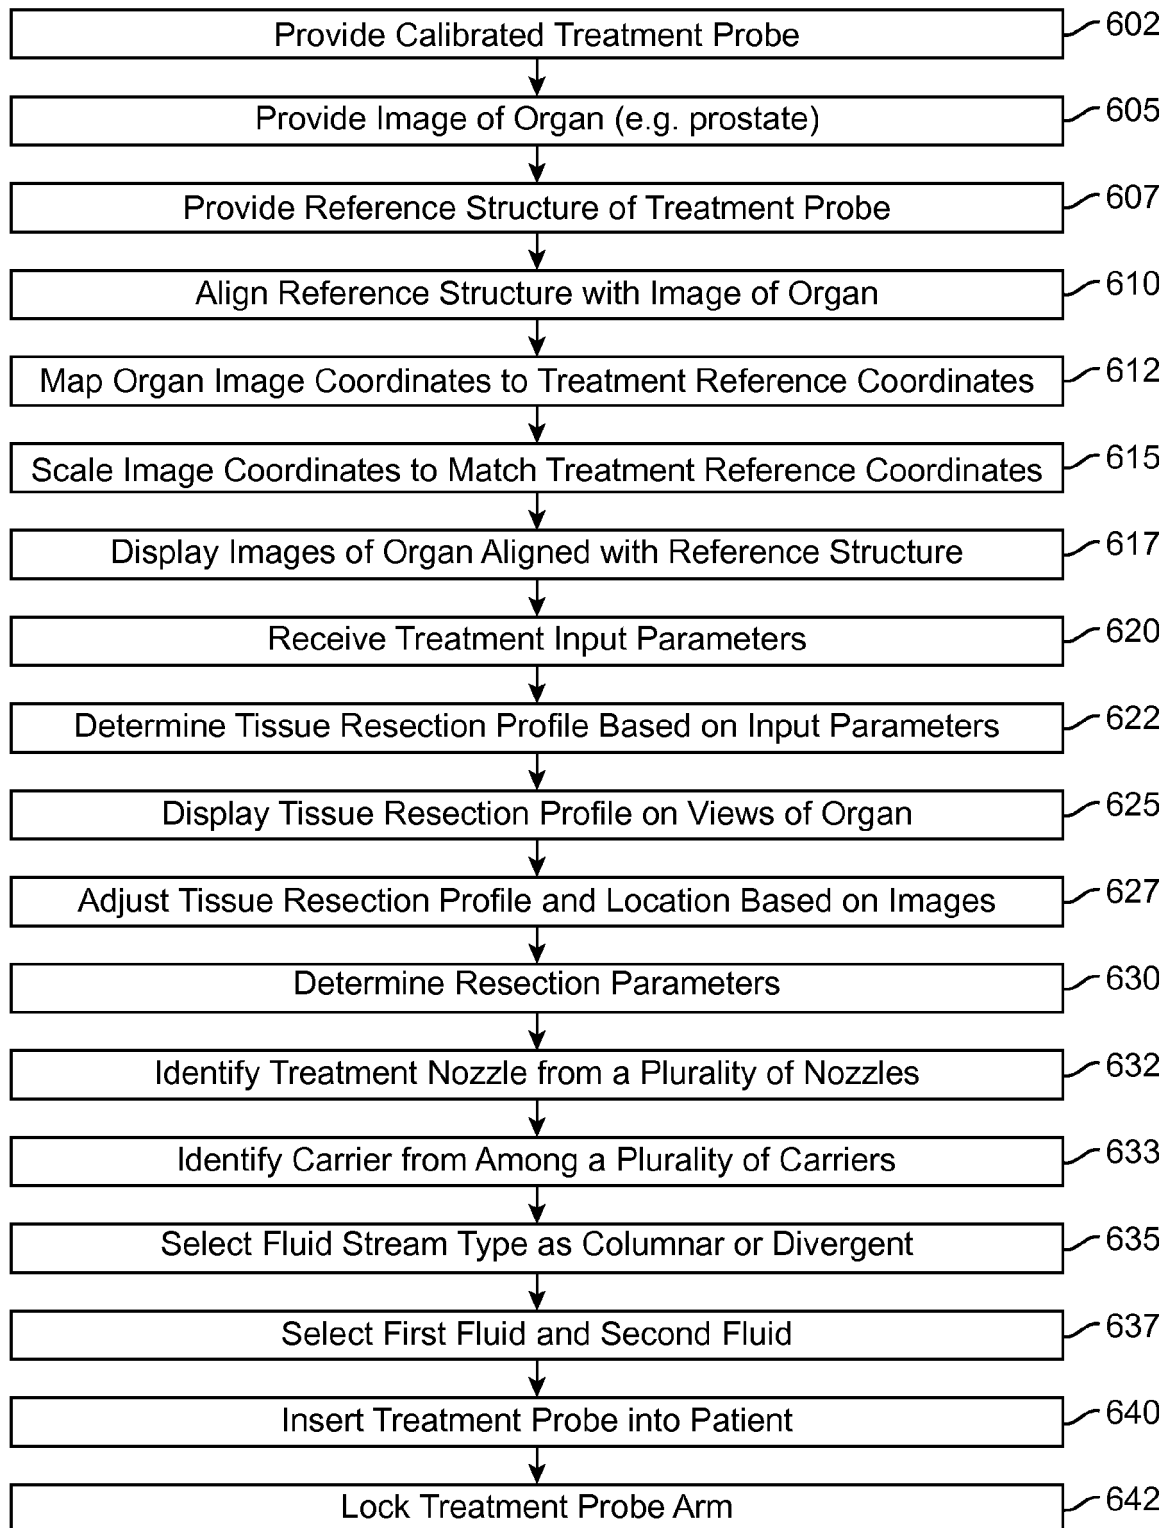 Provide Calibrated Treatment Probe 602
Provide Image of Organ (e.g. prostate) 605
Provide Reference Structure of Treatment Probe 607
Align Reference Structure with Image of Organ 610
Map Organ Image Coordinates to Treatment Reference Coordinates 612
Scale Image Coordinates to Match Treatment Reference Coordinates 615
Display Images of Organ Aligned with Reference Structure 617
Receive Treatment Input Parameters 620
Determine Tissue Resection Profile Based on Input Parameters 622
Display Tissue Resection Profile on Views of Organ 625
Adjust Tissue Resection Profile and Location Based on Images 627
Determine Resection Parameters 630
Identify Treatment Nozzle from a Plurality of Nozzles 632
Identify Carrier from Among a Plurality of Carriers 633
Select Fluid Stream Type as Columnar or Divergent 635
Select First Fluid and Second Fluid 637
Insert Treatment Probe into Patient 640
Lock Treatment Probe Arm 642